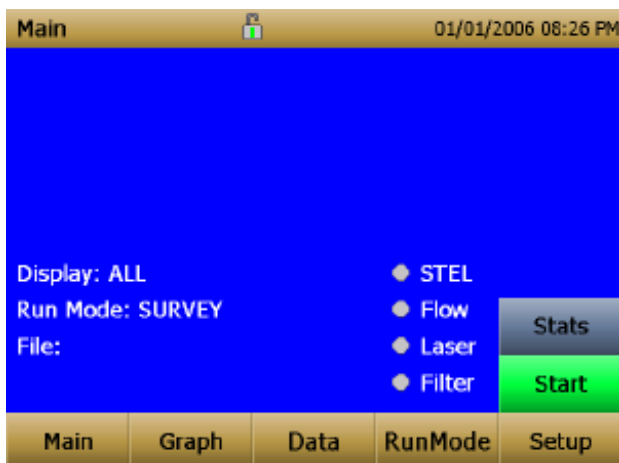 Main 01/01/2006 08:26 PM
Display: ALL
Run Mode: SURVEY
File:
STEL
Flow
Laser
Filter
Stats
Start
Main Graph Data RunMode Setup